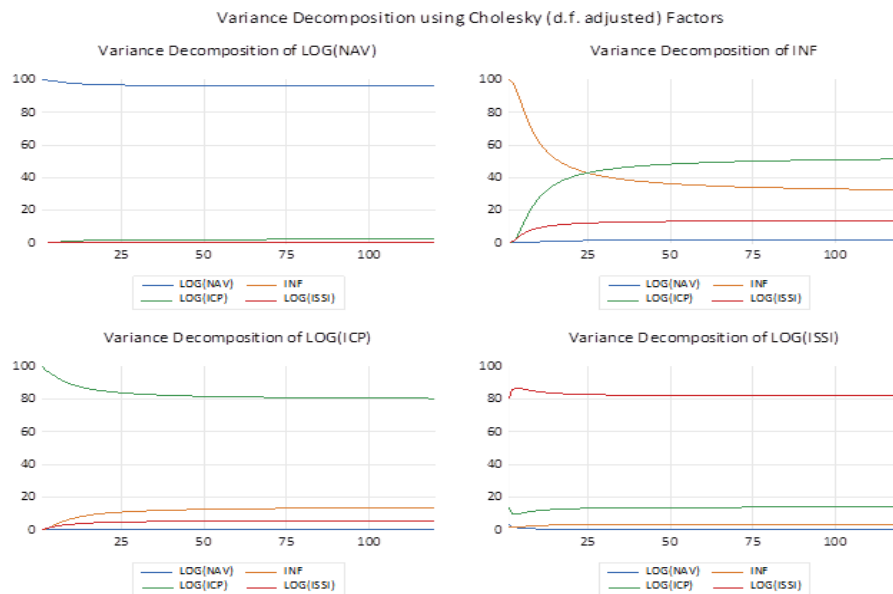 Variance Decomposition using Cholesky (d.f. adjusted) Factors
Variance Decomposition of LOG(NAV)
100
80
60
40
20
0
25 50 75 100
LOG(NAV) INF
LOG(ICP) LOG(ISSI)
Variance Decomposition of INF
100
80
60
40
20
0
25 50 75 100
LOG(NAV) INF
LOG(ICP) LOG(ISSI)
Variance Decomposition of LOG(ICP)
100
80
60
40
20
0
25 50 75 100
LOG(NAV) INF
LOG(ICP) LOG(ISSI)
Variance Decomposition of LOG(ISSI)
100
80
60
40
20
0
25 50 75 100
LOG(NAV) INF
LOG(ICP) LOG(ISSI)